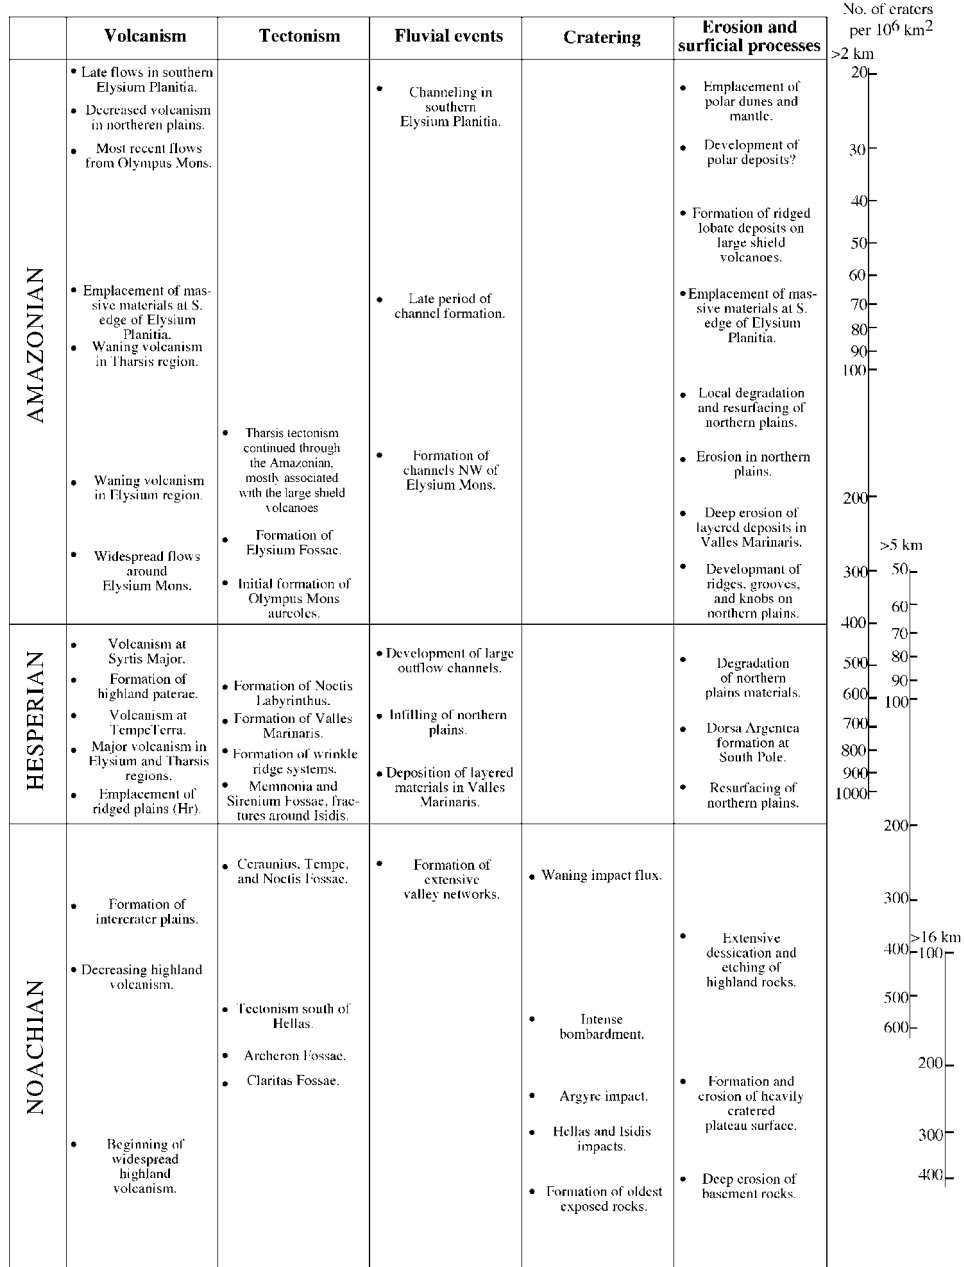 No. of craters
per 10⁶ km²
Volcanism
Tectonism
Fluvial events
Cratering
Erosion and
surficial processes
>2 km
AMAZONIAN
• Late flows in southern
Elysium Planitia.
• Decreased volcanism
in northeren plains.
• Most recent flows
from Olympus Mons.
• Emplacement of mas-
sive materials at S.
edge of Elysium
Planitia.
• Waning volcanism
in Tharsis region.
• Waning volcanism
in Elysium region.
• Widespread flows
around
Elysium Mons.
• Tharsis tectonism
continued through
the Amazonian,
mostly associated
with the large shield
volcanoes
• Formation of
Elysium Fossae.
• Initial formation of
Olympus Mons
aureoles.
• Channeling in
southern
Elysium Planitia.
• Late period of
channel formation.
• Formation of
channels NW of
Elysium Mons.
• Emplacement of
polar dunes and
mantle.
• Development of
polar deposits?
• Formation of ridged
lobate deposits on
large shield
volcanoes.
• Emplacement of mas-
sive materials at S.
edge of Elysium
Planitia.
• Local degradation
and resurfacing of
northern plains.
• Erosion in northern
plains.
• Deep erosion of
layered deposits in
Valles Marinaris.
• Developmant of
ridges, grooves,
and knobs on
northern plains.
HESPERIAN
• Volcanism at
Syrtis Major.
• Formation of
highland paterae.
• Volcanism at
TempeTerra.
• Major volcanism in
Elysium and Tharsis
regions.
• Emplacement of
ridged plains (Hr).
• Formation of Noctis
Labyrinthus.
• Formation of Valles
Marinaris.
• Formation of wrinkle
ridge systems.
• Memnonia and
Sirenium Fossae, frac-
tures around Isidis.
• Development of large
outflow channels.
• Infilling of northern
plains.
• Deposition of layered
materials in Valles
Marinaris.
• Degradation
of northern
plains materials.
• Dorsa Argentea
formation at
South Pole.
• Resurfacing of
northern plains.
NOACHIAN
• Formation of
intercrater plains.
• Decreasing highland
volcanism.
• Beginning of
widespread
highland
volcanism.
• Ceraunius, Tempe,
and Noctis Fossae.
• Tectonism south of
Hellas.
• Archeron Fossae.
• Claritas Fossae.
• Formation of
extensive
valley networks.
• Waning impact flux.
• Intense
bombardment.
• Argyre impact.
• Hellas and Isidis
impacts.
• Formation of oldest
exposed rocks.
• Extensive
dessication and
etching of
highland rocks.
• Formation and
erosion of heavily
cratered
plateau surface.
• Deep erosion of
basement rocks.
20
30
40
50
60
70
80
90
100
200
300
400
500
600
700
800
900
1000
>5 km
50
60
70
80
90
100
200
300
400
500
600
>16 km
100
200
300
400